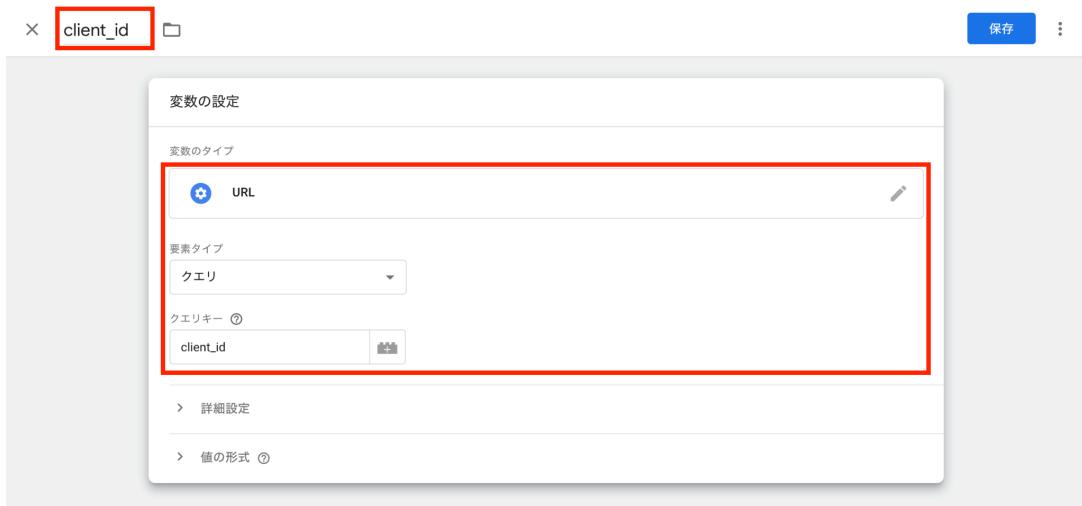 client_id
保存
変数の設定
変数のタイプ
URL
要素タイプ
クエリ
クエリキー
client_id
詳細設定
値の形式